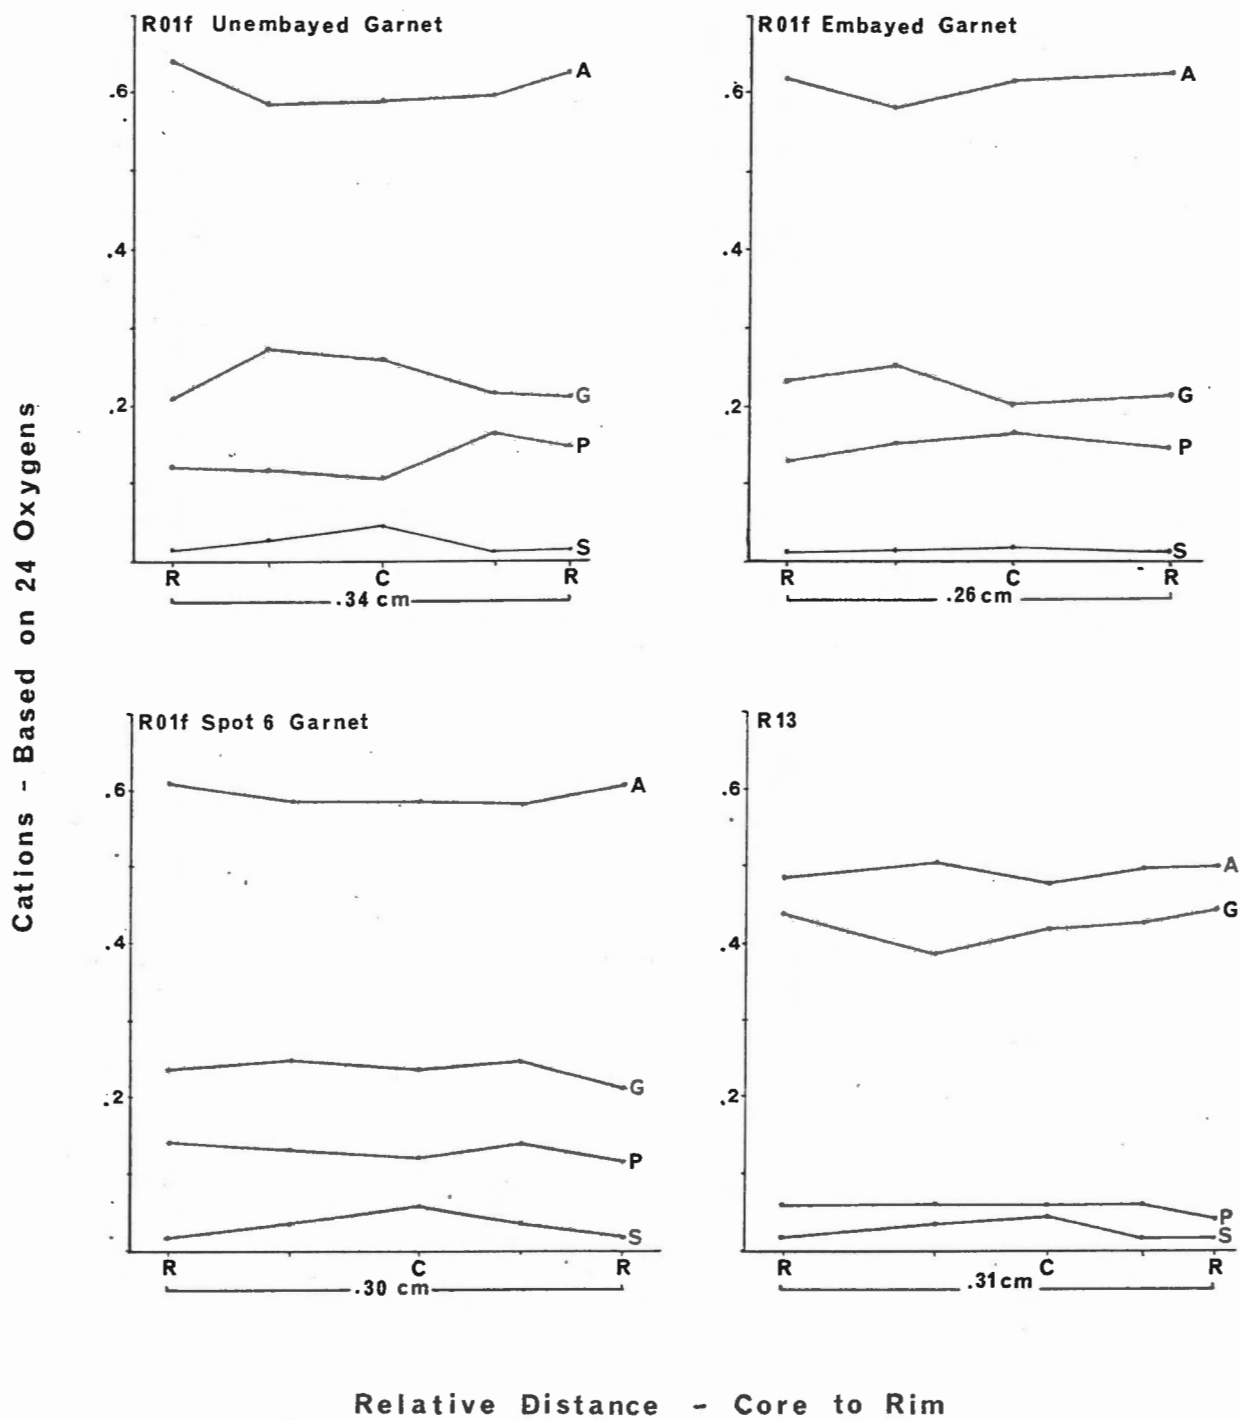 Cations - Based on 24 Oxygens
R01f Unembayed Garnet
.6
.4
.2
A
G
P
S
R C R
.34 cm
R01f Embayed Garnet
.6
.4
.2
A
G
P
S
R C R
.26 cm
R01f Spot 6 Garnet
.6
.4
.2
A
G
P
S
R C R
.30 cm
R13
.6
.4
.2
A
G
P
S
R C R
.31 cm
Relative Distance - Core to Rim